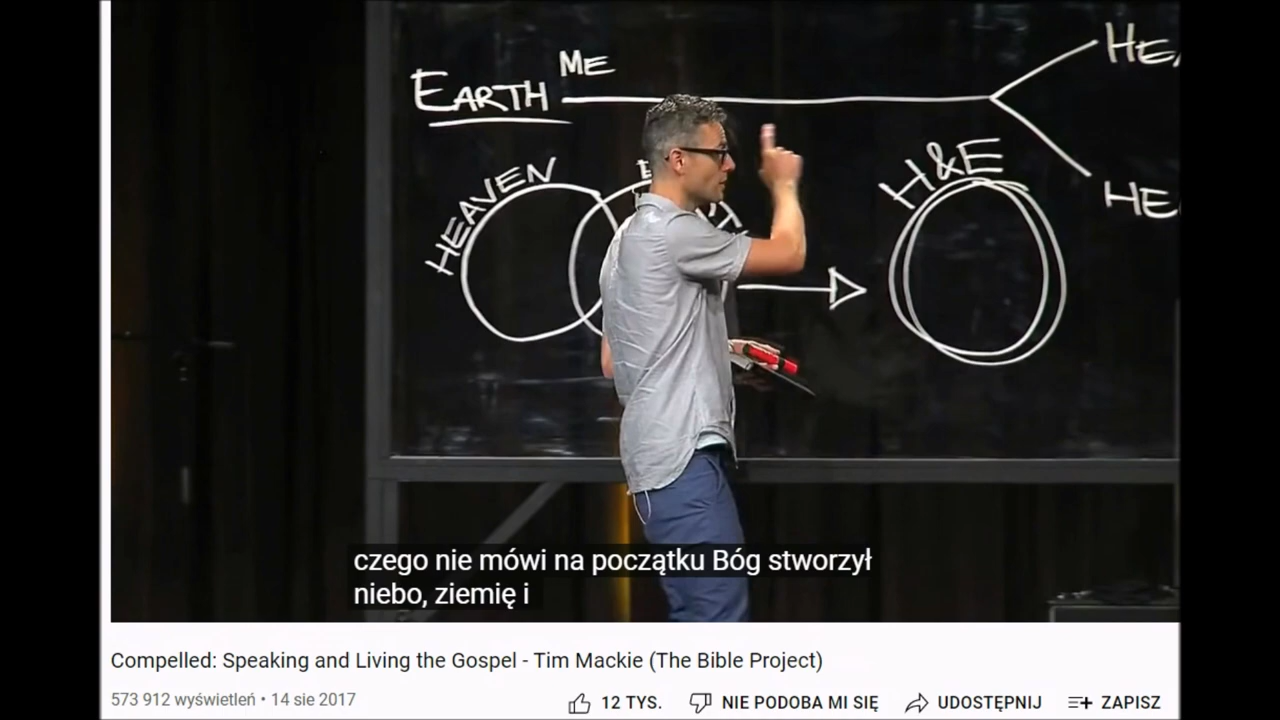 EARTH ME HEA
HEAVEN H&E
HE
czego nie mówi na początku Bóg stworzył
niebo, ziemię i
Compelled: Speaking and Living the Gospel - Tim Mackie (The Bible Project)
573 912 wyświetleń • 14 sie 2017 12 TYS. NIE PODOBA MI SIĘ UDOSTĘPNIJ ZAPISZ